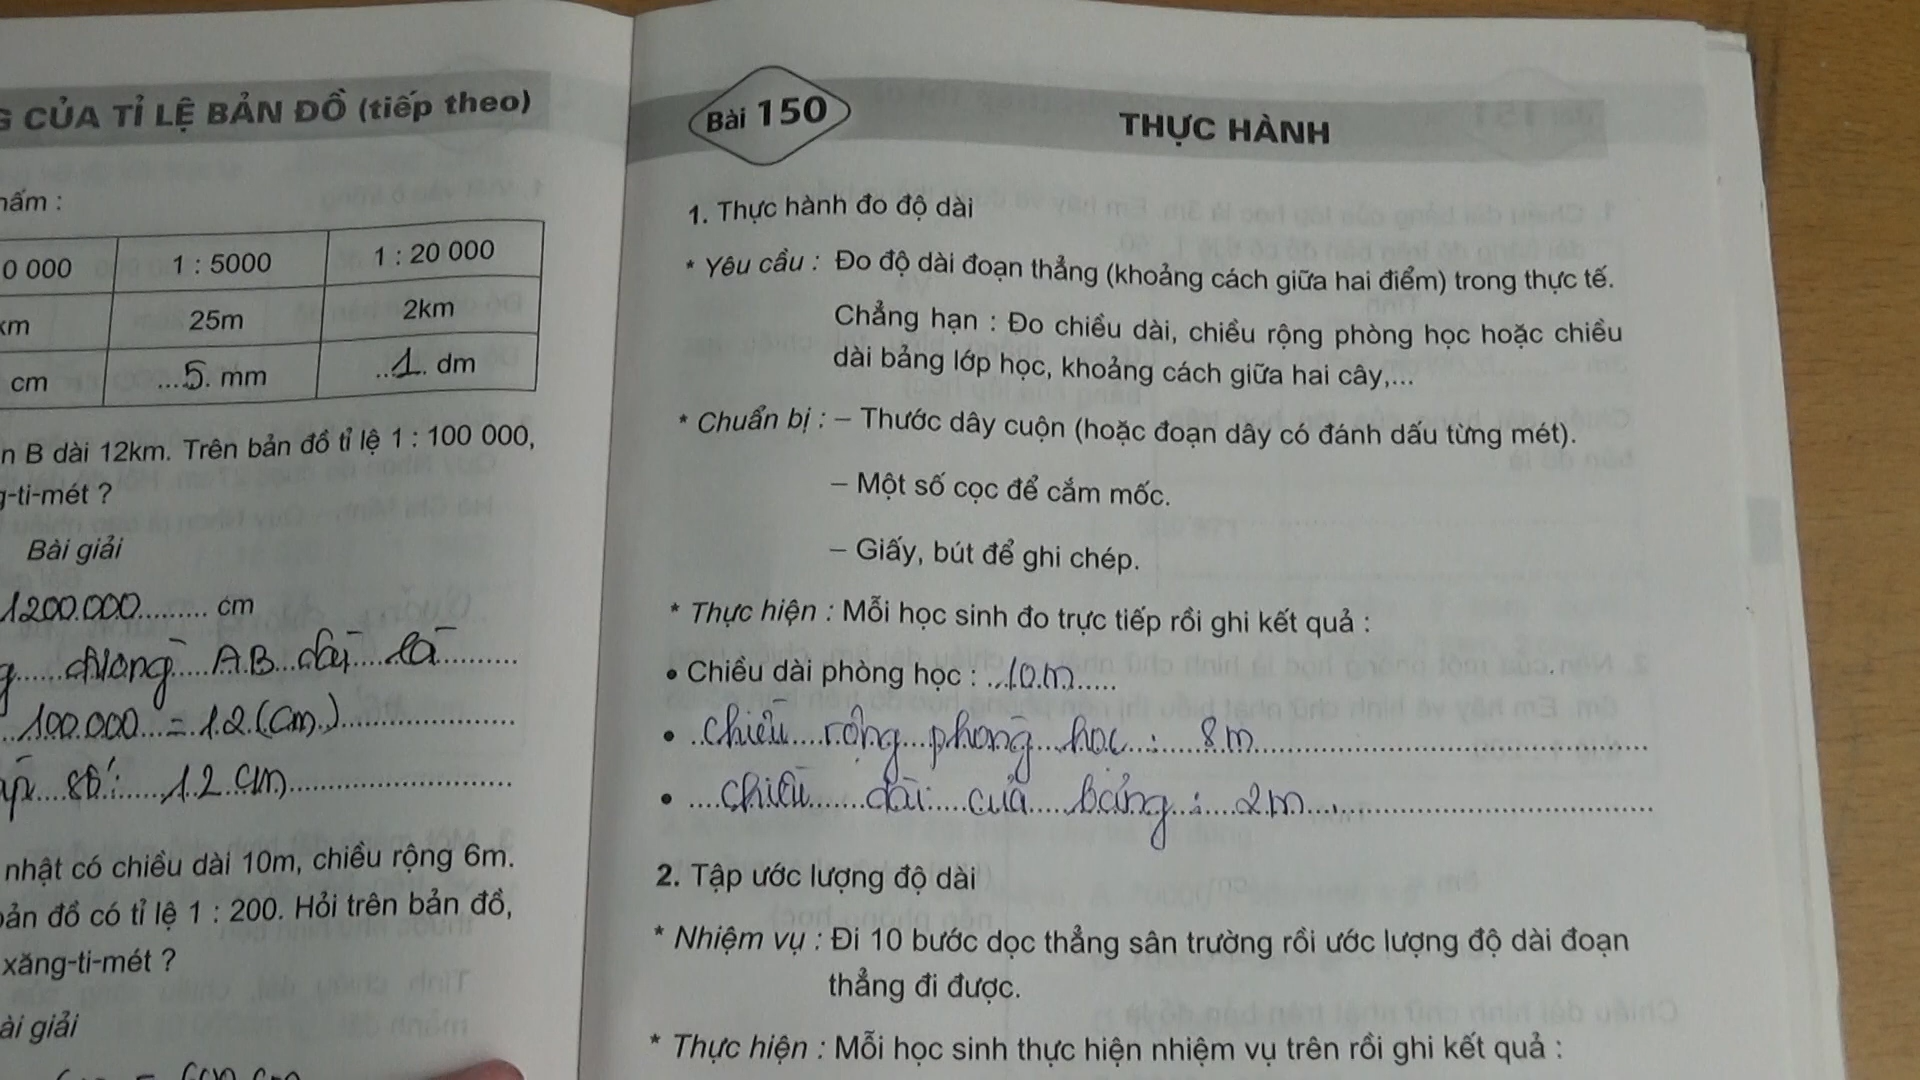 CỦA TỈ LỆ BẢN ĐỒ (tiếp theo)
1 : 5000 1 : 20 000
0 000
km 25m 2km
cm ....5. mm ..1.. dm
B dài 12km. Trên bản đồ tỉ lệ 1 : 100 000,
-ti-mét ?
Bài giải
1200.000......... cm
đường AB dài là
100.000 = 12 (cm)
số: 12 cm
nhật có chiều dài 10m, chiều rộng 6m.
bản đồ có tỉ lệ 1 : 200. Hỏi trên bản đồ,
xăng-ti-mét ?
ài giải
Bài 150 THỰC HÀNH
1. Thực hành đo độ dài
* Yêu cầu : Đo độ dài đoạn thẳng (khoảng cách giữa hai điểm) trong thực tế.
Chẳng hạn : Đo chiều dài, chiều rộng phòng học hoặc chiều
dài bảng lớp học, khoảng cách giữa hai cây,...
* Chuẩn bị : – Thước dây cuộn (hoặc đoạn dây có đánh dấu từng mét).
– Một số cọc để cắm mốc.
– Giấy, bút để ghi chép.
* Thực hiện : Mỗi học sinh đo trực tiếp rồi ghi kết quả :
• Chiều dài phòng học : ...10.m.....
• chiều rộng phòng học : 8m
• chiều dài của bảng : 2m
2. Tập ước lượng độ dài
* Nhiệm vụ : Đi 10 bước dọc thẳng sân trường rồi ước lượng độ dài đoạn
thẳng đi được.
* Thực hiện : Mỗi học sinh thực hiện nhiệm vụ trên rồi ghi kết quả :